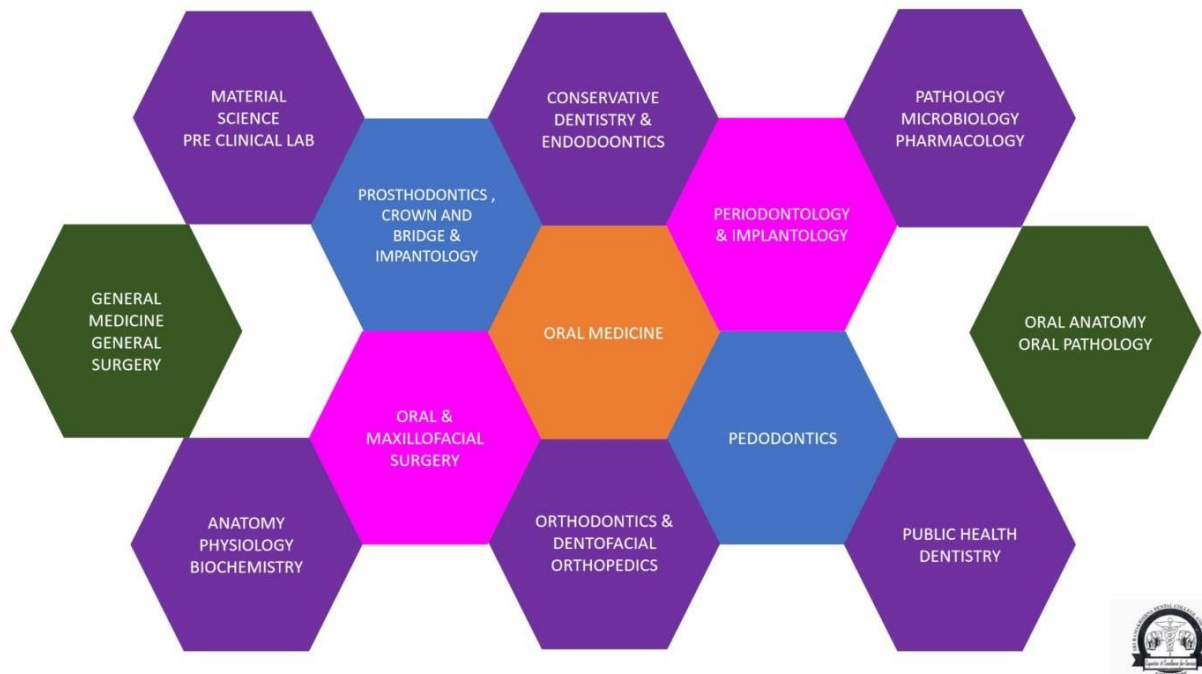 MATERIAL
SCIENCE
PRE CLINICAL LAB
CONSERVATIVE
DENTISTRY &
ENDODOONTICS
PATHOLOGY
MICROBIOLOGY
PHARMACOLOGY
PROSTHODONTICS ,
CROWN AND
BRIDGE &
IMPANTOLOGY
PERIODONTOLOGY
& IMPLANTOLOGY
GENERAL
MEDICINE
GENERAL
SURGERY
ORAL MEDICINE
ORAL ANATOMY
ORAL PATHOLOGY
ORAL &
MAXILLOFACIAL
SURGERY
PEDODONTICS
ANATOMY
PHYSIOLOGY
BIOCHEMISTRY
ORTHODONTICS &
DENTOFACIAL
ORTHOPEDICS
PUBLIC HEALTH
DENTISTRY
DENTAL COLLEGE